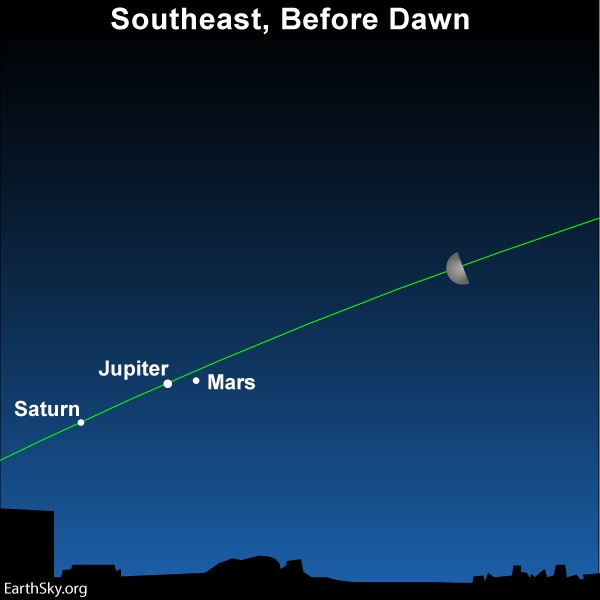 Southeast, Before Dawn
Jupiter
Mars
Saturn
EarthSky.org